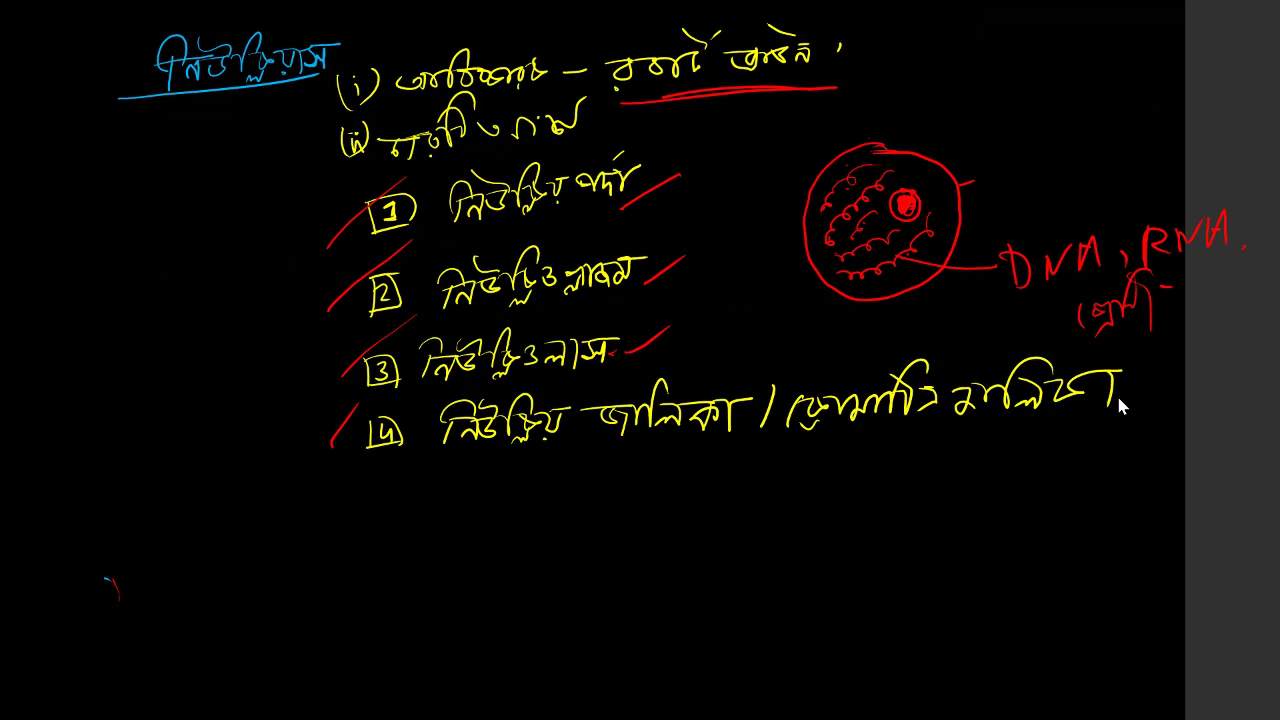 নিউক্লিয়াস
(i) আবিষ্কারক – রবার্ট ব্রাউন
(ii)
1 নিউক্লিয় পর্দা
2 নিউক্লিওপ্লাজম
3 নিউক্লিওলাস
4 নিউক্লিয় জালিকা / ক্রোমাটিন জালিকা
DNA, RNA.